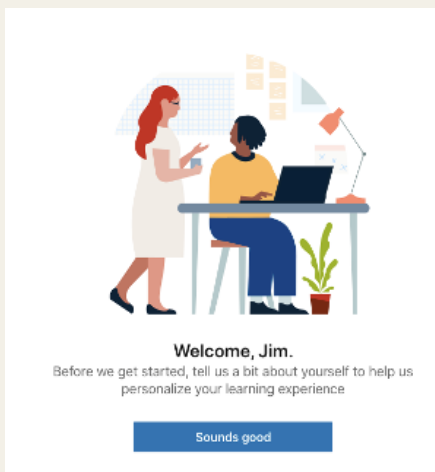 Welcome, Jim.
Before we get started, tell us a bit about yourself to help us
personalize your learning experience
Sounds good